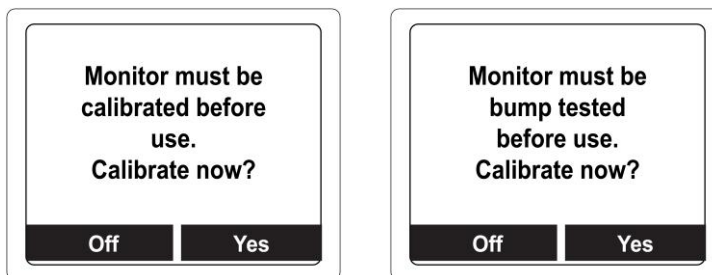 Monitor must be
calibrated before
use.
Calibrate now?
Off Yes
Monitor must be
bump tested
before use.
Calibrate now?
Off Yes